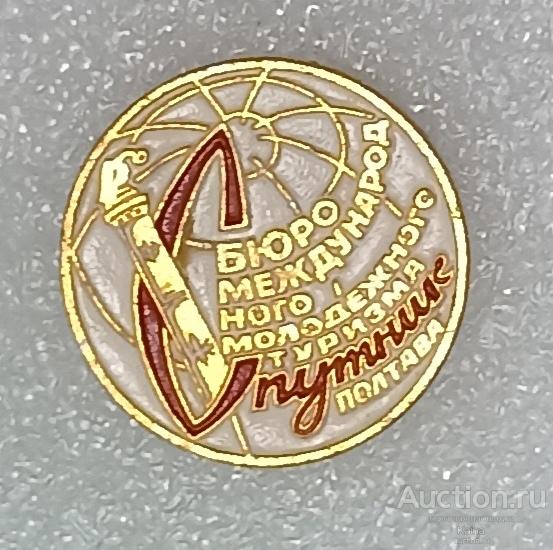 БЮРО
МЕЖДУНАРОД
НОГО
МОЛОДЕЖНОГО
ТУРИЗМА
Спутник
ПОЛТАВА
Auction.ru